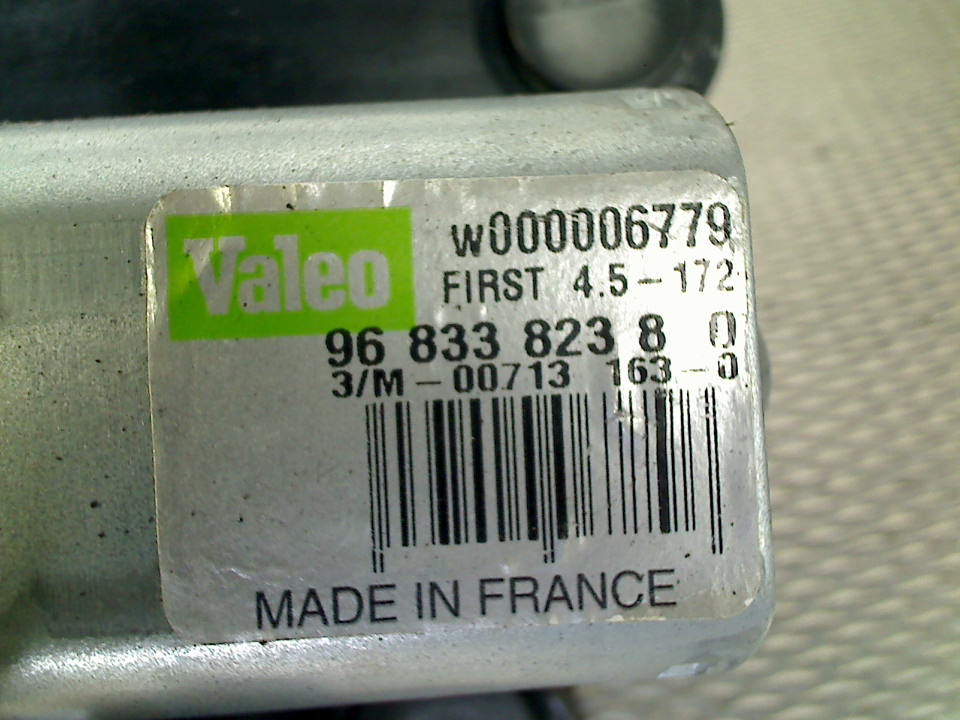 Valeo
w000006779
FIRST 4.5-172
96 833 823 8 0
3/M-00713 163-0
MADE IN FRANCE